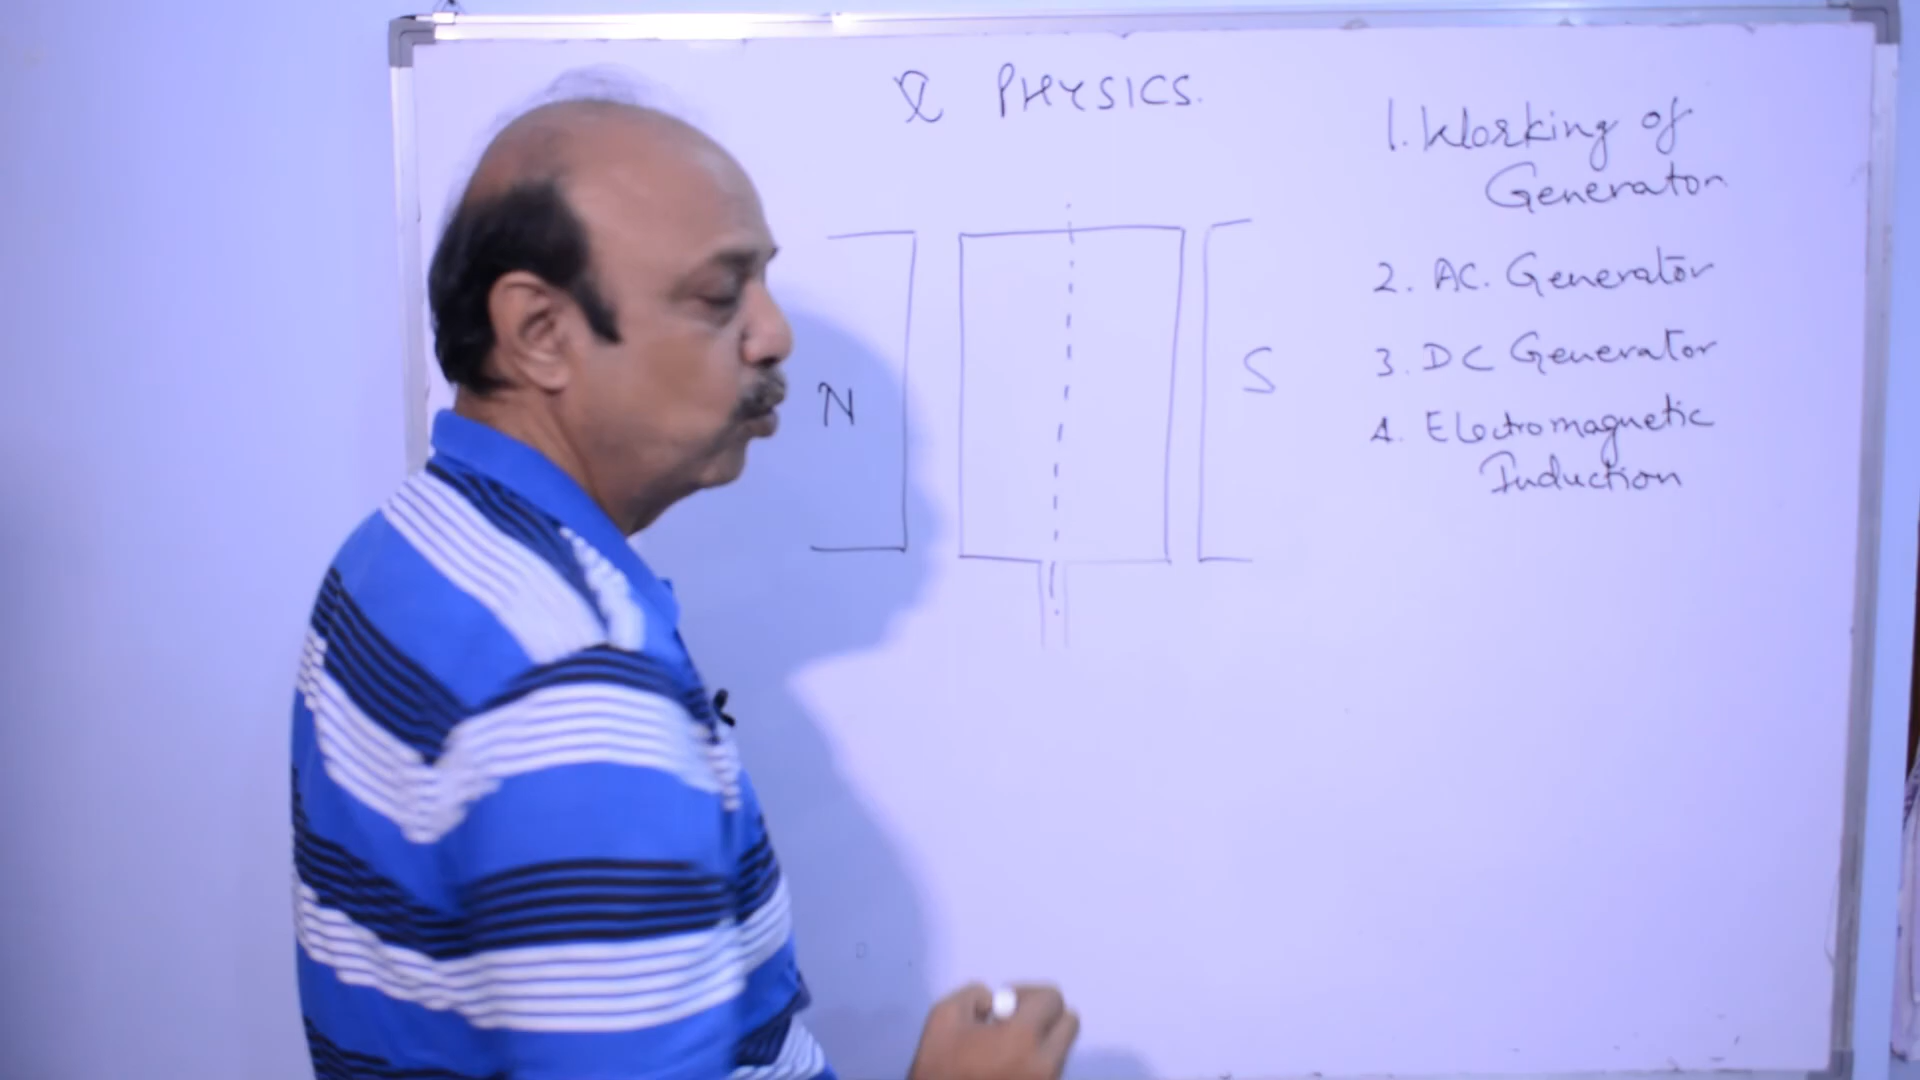 X PHYSICS.
1. Working of
Generator
2. AC. Generator
3. DC Generator
4. Electromagnetic
Induction
N
S